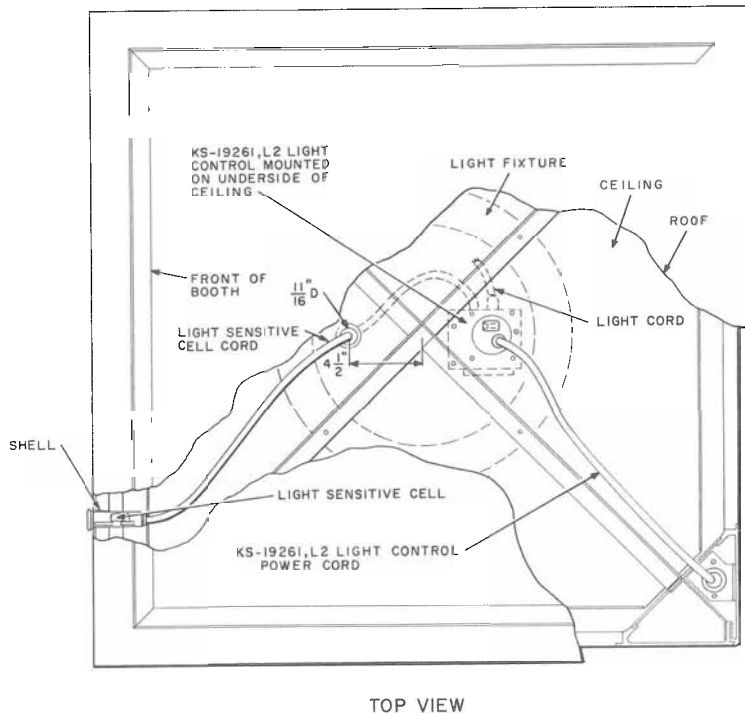 KS-19261, L2 LIGHT
CONTROL MOUNTED
ON UNDERSIDE OF
CEILING
LIGHT FIXTURE
CEILING
ROOF
FRONT OF
BOOTH
11/16" D
LIGHT CORD
LIGHT SENSITIVE
CELL CORD
4 1/2"
SHELL
LIGHT SENSITIVE CELL
KS-19261, L2 LIGHT CONTROL
POWER CORD
TOP VIEW